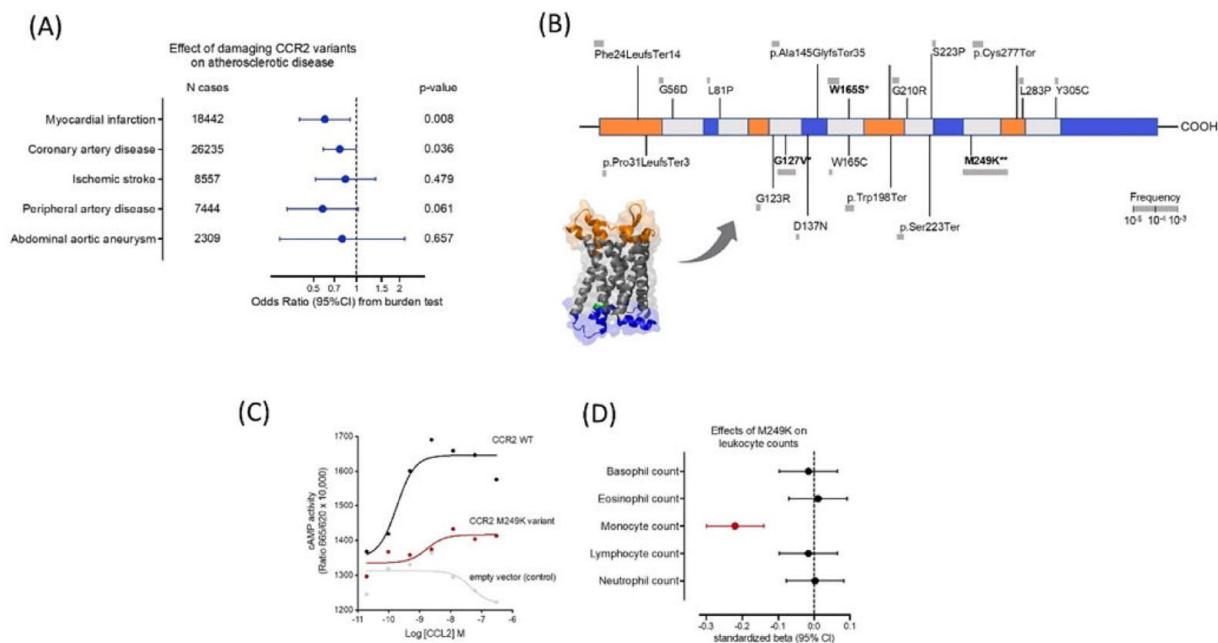 (A)
Effect of damaging CCR2 variants
on atherosclerotic disease
N cases
p-value
Myocardial infarction 18442 0.008
Coronary artery disease 26235 0.036
Ischemic stroke 8557 0.479
Peripheral artery disease 7444 0.061
Abdominal aortic aneurysm 2309 0.657
0.5 0.7 1 1.5 2
Odds Ratio (95%CI) from burden test
(B)
Phe24LeufsTer14
p.Ala145GlyfsTer35
S223P
p.Cys277Ter
G56D
L81P
W165S*
G210R
L283P
Y305C
COOH
p.Pro31LeufsTer3
G127V*
W165C
M249K**
G123R
p.Trp198Ter
D137N
p.Ser223Ter
Frequency
10⁻⁵ 10⁻⁴ 10⁻³
(C)
1700
1600
1500
1400
1300
1200
cAMP activity
(Ratio 665/620 x 10,000)
CCR2 WT
CCR2 M249K variant
empty vector (control)
-11 -10 -9 -8 -7 -6
Log [CCL2] M
(D)
Effects of M249K on
leukocyte counts
Basophil count
Eosinophil count
Monocyte count
Lymphocyte count
Neutrophil count
-0.3 -0.2 -0.1 0.0 0.1
standardized beta (95% CI)